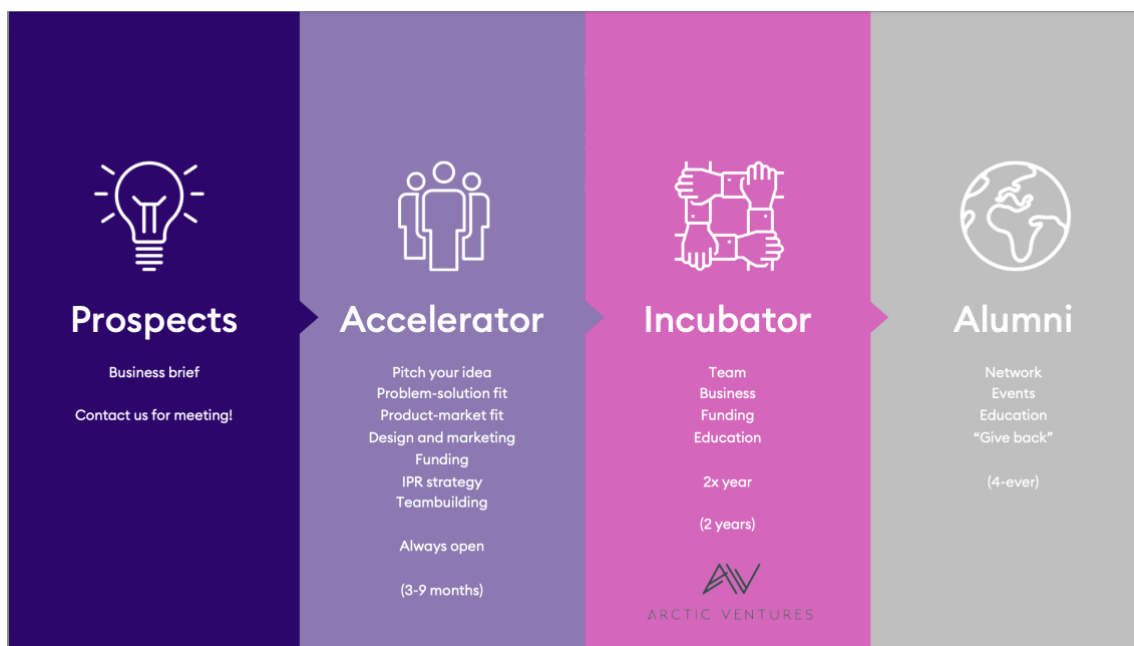 Prospects
Business brief
Contact us for meeting!
Accelerator
Pitch your idea
Problem-solution fit
Product-market fit
Design and marketing
Funding
IPR strategy
Teambuilding
Always open
(3-9 months)
Incubator
Team
Business
Funding
Education
2x year
(2 years)
AV
ARCTIC VENTURES
Alumni
Network
Events
Education
“Give back”
(4-ever)